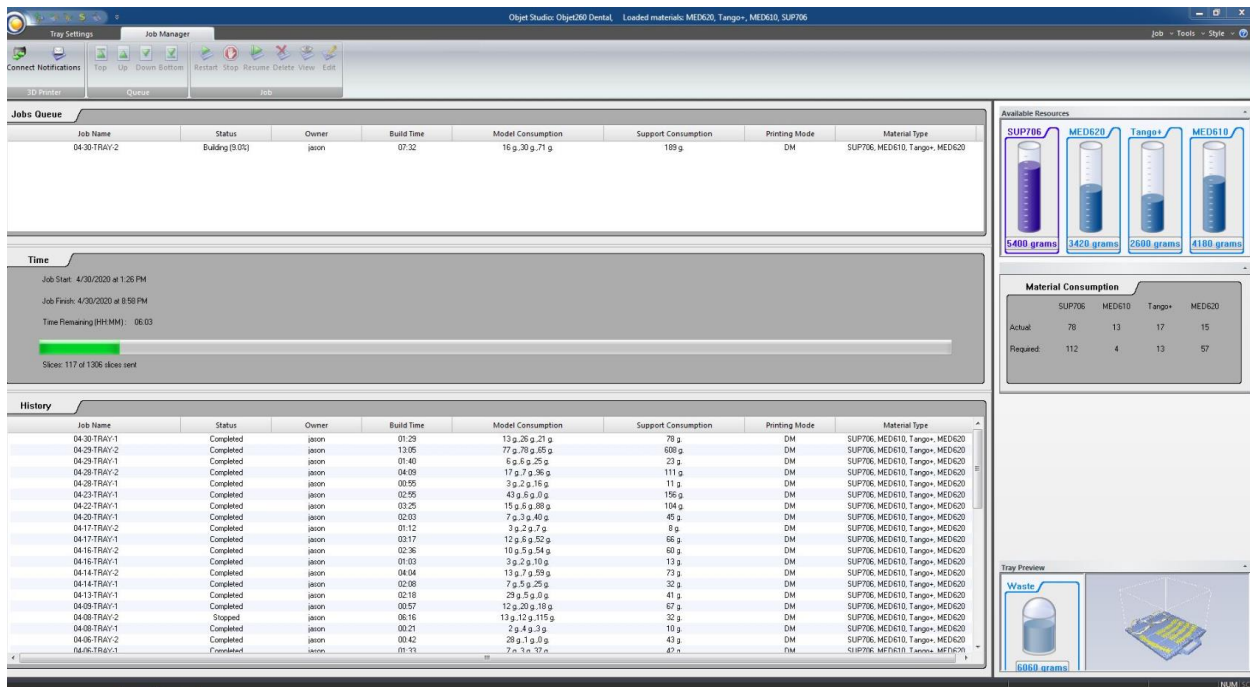 Objet Studio: Objet260 Dental, Loaded materials: MED620, Tango+, MED610, SUP706
Tray Settings Job Manager Job Tools Style
Connect Notifications Top Up Down Bottom Restart Stop Resume Delete View Edit
3D Printer Queue Job
Jobs Queue
Job Name Status Owner Build Time Model Consumption Support Consumption Printing Mode Material Type
04-30-TRAY-2 Building (9.0%) jason 07:32 16 g.,30 g.,71 g. 189 g. DM SUP706, MED610, Tango+, MED620
Time
Job Start: 4/30/2020 at 1:26 PM
Job Finish: 4/30/2020 at 8:58 PM
Time Remaining (HH:MM) : 06:03
Slices: 117 of 1306 slices sent
History
Job Name Status Owner Build Time Model Consumption Support Consumption Printing Mode Material Type
04-30-TRAY-1 Completed jason 01:29 13 g.,26 g.,21 g. 78 g. DM SUP706, MED610, Tango+, MED620
04-29-TRAY-2 Completed jason 13:05 77 g.,78 g.,65 g. 608 g. DM SUP706, MED610, Tango+, MED620
04-29-TRAY-1 Completed jason 01:40 6 g.,6 g.,25 g. 23 g. DM SUP706, MED610, Tango+, MED620
04-28-TRAY-2 Completed jason 04:09 17 g.,7 g.,96 g. 111 g. DM SUP706, MED610, Tango+, MED620
04-28-TRAY-1 Completed jason 00:55 3 g.,2 g.,16 g. 11 g. DM SUP706, MED610, Tango+, MED620
04-23-TRAY-1 Completed jason 02:55 43 g.,6 g.,0 g. 156 g. DM SUP706, MED610, Tango+, MED620
04-22-TRAY-1 Completed jason 03:25 15 g.,6 g.,88 g. 104 g. DM SUP706, MED610, Tango+, MED620
04-20-TRAY-1 Completed jason 02:03 7 g.,3 g.,40 g. 45 g. DM SUP706, MED610, Tango+, MED620
04-17-TRAY-2 Completed jason 01:12 3 g.,2 g.,7 g. 8 g. DM SUP706, MED610, Tango+, MED620
04-17-TRAY-1 Completed jason 03:17 12 g.,6 g.,52 g. 66 g. DM SUP706, MED610, Tango+, MED620
04-16-TRAY-2 Completed jason 02:36 10 g.,5 g.,54 g. 60 g. DM SUP706, MED610, Tango+, MED620
04-16-TRAY-1 Completed jason 01:03 3 g.,2 g.,10 g. 13 g. DM SUP706, MED610, Tango+, MED620
04-14-TRAY-2 Completed jason 04:04 13 g.,7 g.,59 g. 73 g. DM SUP706, MED610, Tango+, MED620
04-14-TRAY-1 Completed jason 02:08 7 g.,5 g.,25 g. 32 g. DM SUP706, MED610, Tango+, MED620
04-13-TRAY-1 Completed jason 02:18 29 g.,5 g.,0 g. 41 g. DM SUP706, MED610, Tango+, MED620
04-09-TRAY-1 Completed jason 00:57 12 g.,20 g.,18 g. 67 g. DM SUP706, MED610, Tango+, MED620
04-08-TRAY-2 Stopped jason 06:16 13 g.,12 g.,115 g. 32 g. DM SUP706, MED610, Tango+, MED620
04-08-TRAY-1 Completed jason 00:21 2 g.,4 g.,3 g. 10 g. DM SUP706, MED610, Tango+, MED620
04-06-TRAY-2 Completed jason 00:42 28 g.,1 g.,0 g. 43 g. DM SUP706, MED610, Tango+, MED620
04-06-TRAY-1 Completed jason 01:33 7 g.,3 g.,37 g. 42 g. DM SUP706, MED610, Tango+, MED620
Available Resources
SUP706 MED620 Tango+ MED610
5400 grams 3420 grams 2600 grams 4180 grams
Material Consumption
SUP706 MED610 Tango+ MED620
Actual: 78 13 17 15
Required: 112 4 13 57
Tray Preview
Waste
6060 grams
NUM